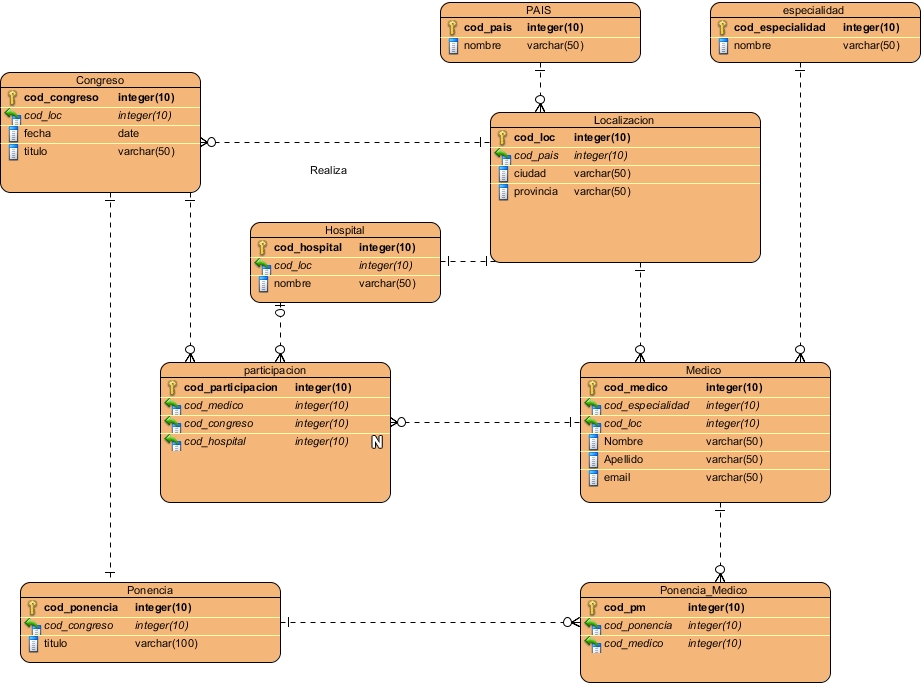 PAIS
cod_pais integer(10)
nombre varchar(50)
especialidad
cod_especialidad integer(10)
nombre varchar(50)
Congreso
cod_congreso integer(10)
cod_loc integer(10)
fecha date
titulo varchar(50)
Localizacion
cod_loc integer(10)
cod_pais integer(10)
ciudad varchar(50)
provincia varchar(50)
Realiza
Hospital
cod_hospital integer(10)
cod_loc integer(10)
nombre varchar(50)
participacion
cod_participacion integer(10)
cod_medico integer(10)
cod_congreso integer(10)
cod_hospital integer(10) N
Medico
cod_medico integer(10)
cod_especialidad integer(10)
cod_loc integer(10)
Nombre varchar(50)
Apellido varchar(50)
email varchar(50)
Ponencia
cod_ponencia integer(10)
cod_congreso integer(10)
titulo varchar(100)
Ponencia_Medico
cod_pm integer(10)
cod_ponencia integer(10)
cod_medico integer(10)